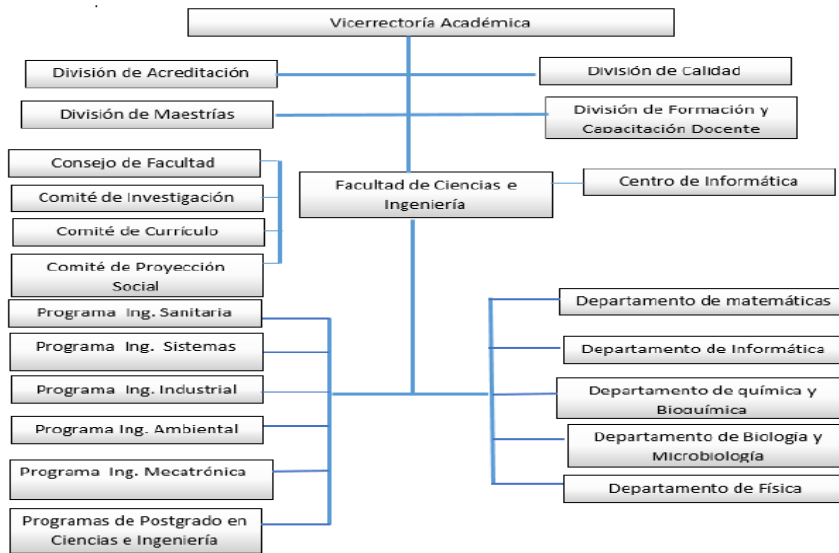 Vicerrectoría Académica
División de Acreditación
División de Calidad
División de Maestrías
División de Formación y
Capacitación Docente
Consejo de Facultad
Comité de Investigación
Comité de Currículo
Comité de Proyección
Social
Facultad de Ciencias e
Ingeniería
Centro de Informática
Programa Ing. Sanitaria
Programa Ing. Sistemas
Programa Ing. Industrial
Programa Ing. Ambiental
Programa Ing. Mecatrónica
Programas de Postgrado en
Ciencias e Ingeniería
Departamento de matemáticas
Departamento de Informática
Departamento de química y
Bioquímica
Departamento de Biología y
Microbiología
Departamento de Física